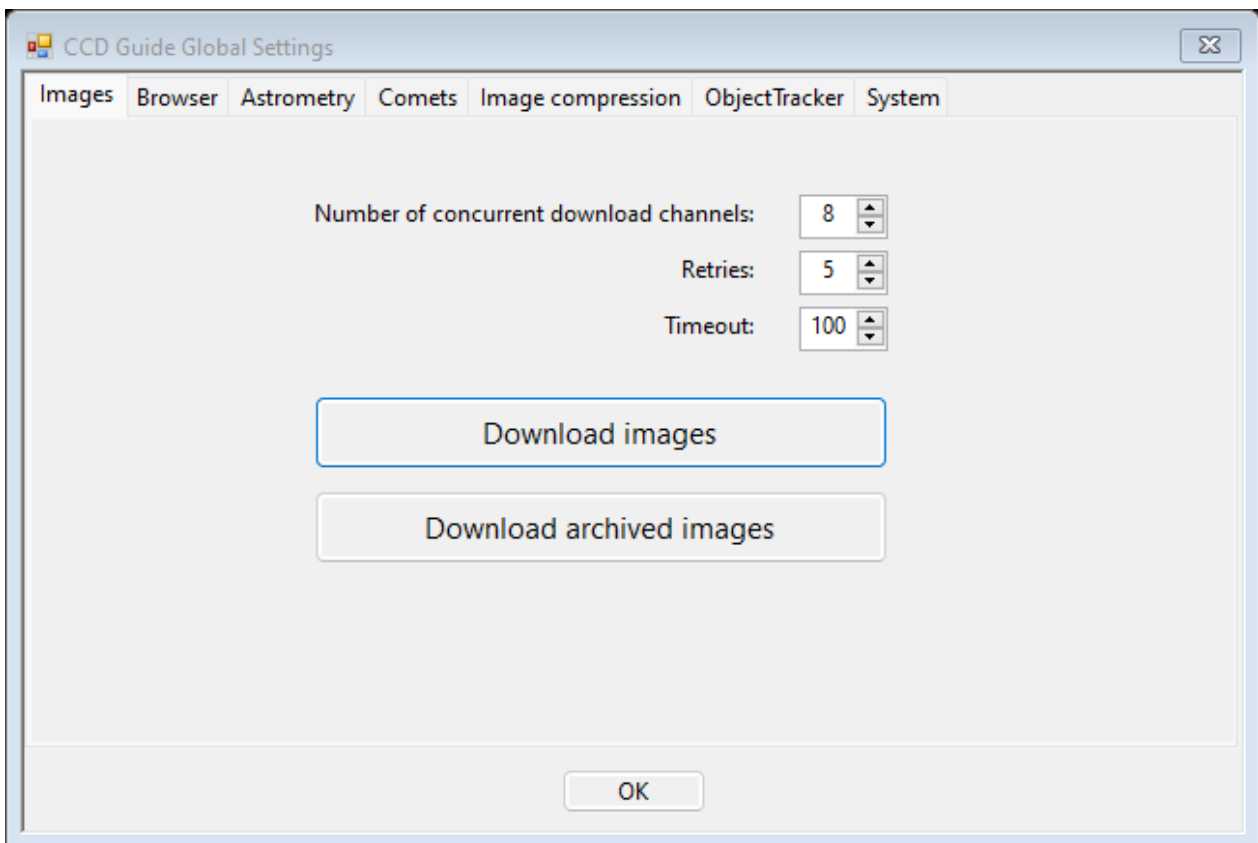 CCD Guide Global Settings
Images Browser Astrometry Comets Image compression ObjectTracker System
Number of concurrent download channels: 8
Retries: 5
Timeout: 100
Download images
Download archived images
OK